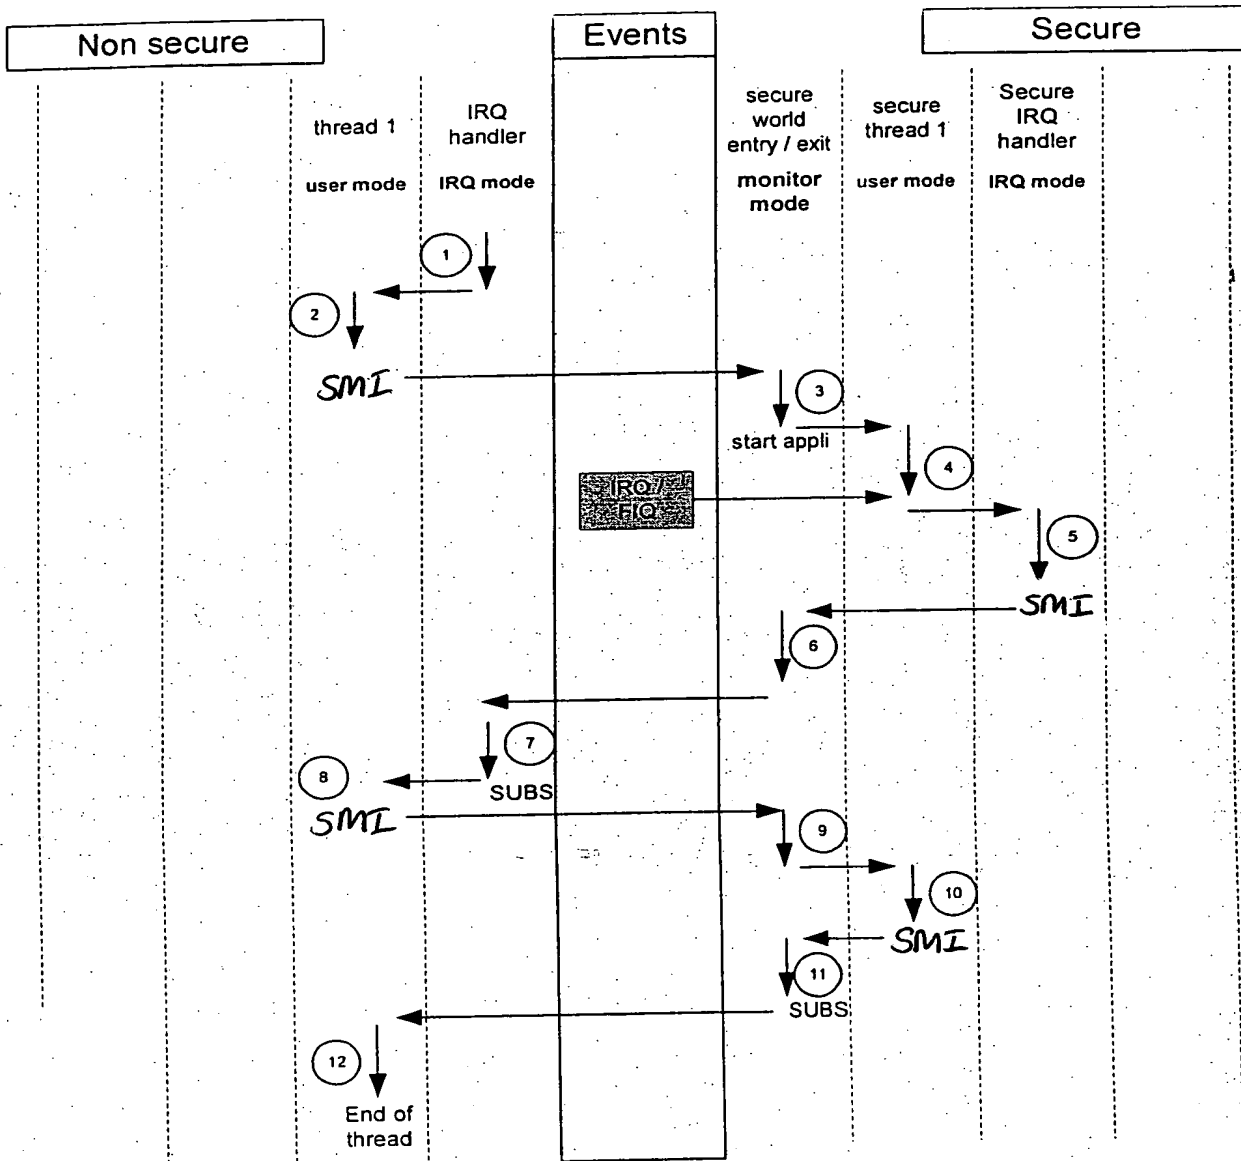 Non secure
Events
Secure
thread 1
user mode
IRQ
handler
IRQ mode
secure
world
entry / exit
monitor
mode
secure
thread 1
user mode
Secure
IRQ
handler
IRQ mode
1
2
SMI
3
start appli
4
IRQ /
FIQ
5
SMI
6
7
SUBS
8
SMI
9
10
SMI
11
SUBS
12
End of
thread